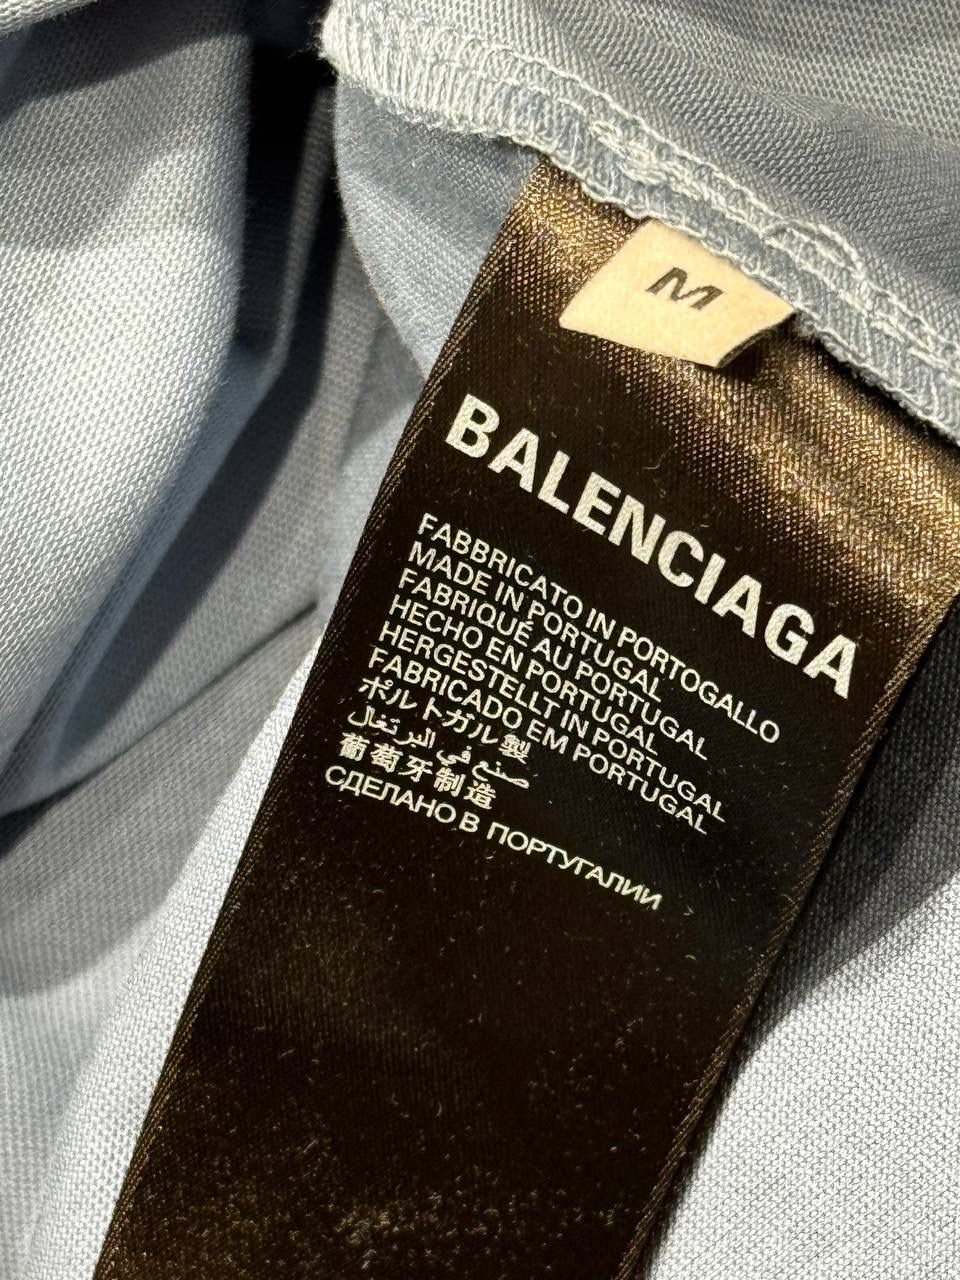 M
BALENCIAGA
FABBRICATO IN PORTOGALLO
MADE IN PORTUGAL
FABRIQUÉ AU PORTUGAL
HECHO EN PORTUGAL
HERGESTELLT IN PORTUGAL
FABRICADO EM PORTUGAL
ポルトガル製
صنع في البرتغال
葡萄牙制造
СДЕЛАНО В ПОРТУГАЛИИ